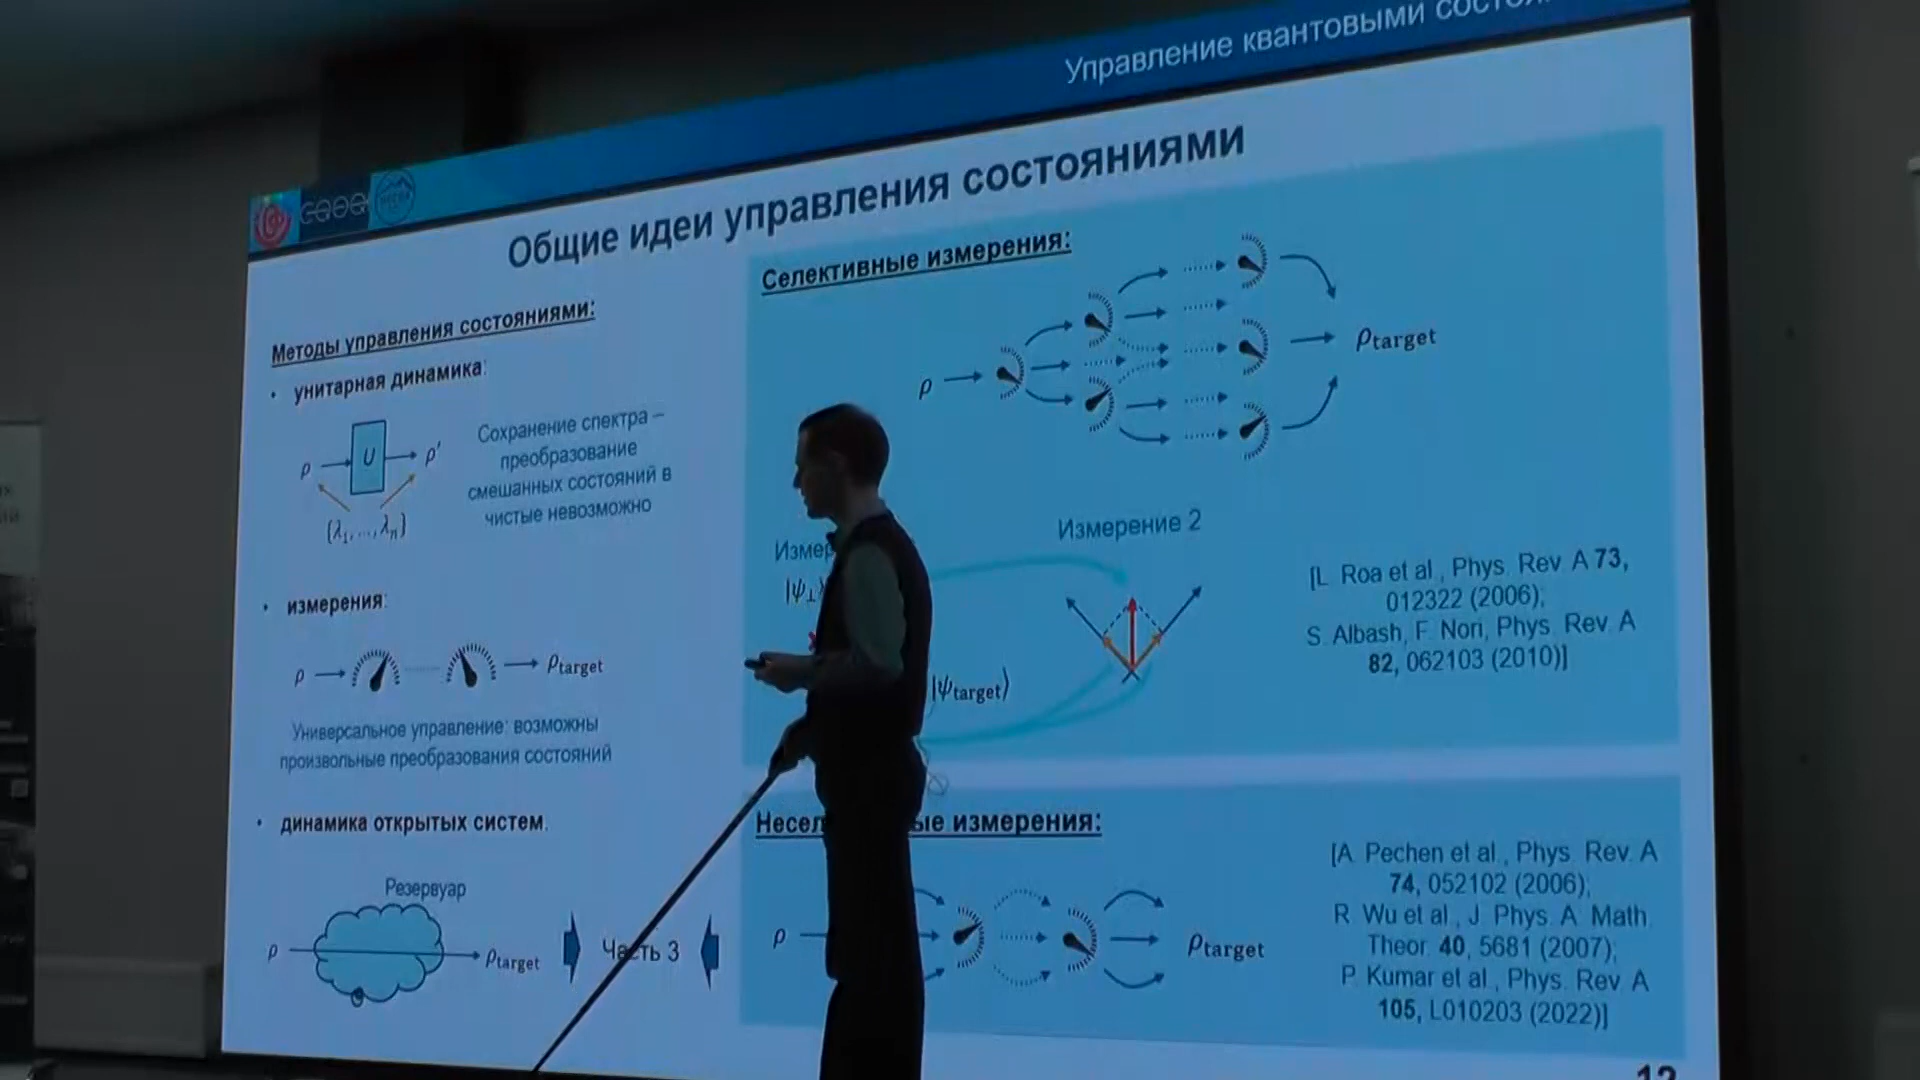 Управление квантовыми
Общие идеи управления состояниями
Методы управления состояниями:
• унитарная динамика:
ρ U ρ'
{λ₁,…,λₙ}
Сохранение спектра –
преобразование
смешанных состояний в
чистые невозможно
• измерения:
ρ ρtarget
Универсальное управление: возможны
произвольные преобразования состояний
• динамика открытых систем.
Резервуар
ρ ρtarget
Часть 3
Селективные измерения:
ρ ρtarget
Измерение 2
|ψ⊥⟩
|ψtarget⟩
[L. Roa et al., Phys. Rev. A 73,
012322 (2006);
S. Albash, F. Nori, Phys. Rev. A
82, 062103 (2010)]
измерения:
ρ ρtarget
[A. Pechen et al., Phys. Rev. A
74, 052102 (2006);
R. Wu et al., J. Phys. A: Math.
Theor. 40, 5681 (2007);
P. Kumar et al., Phys. Rev. A
105, L010203 (2022)]
12